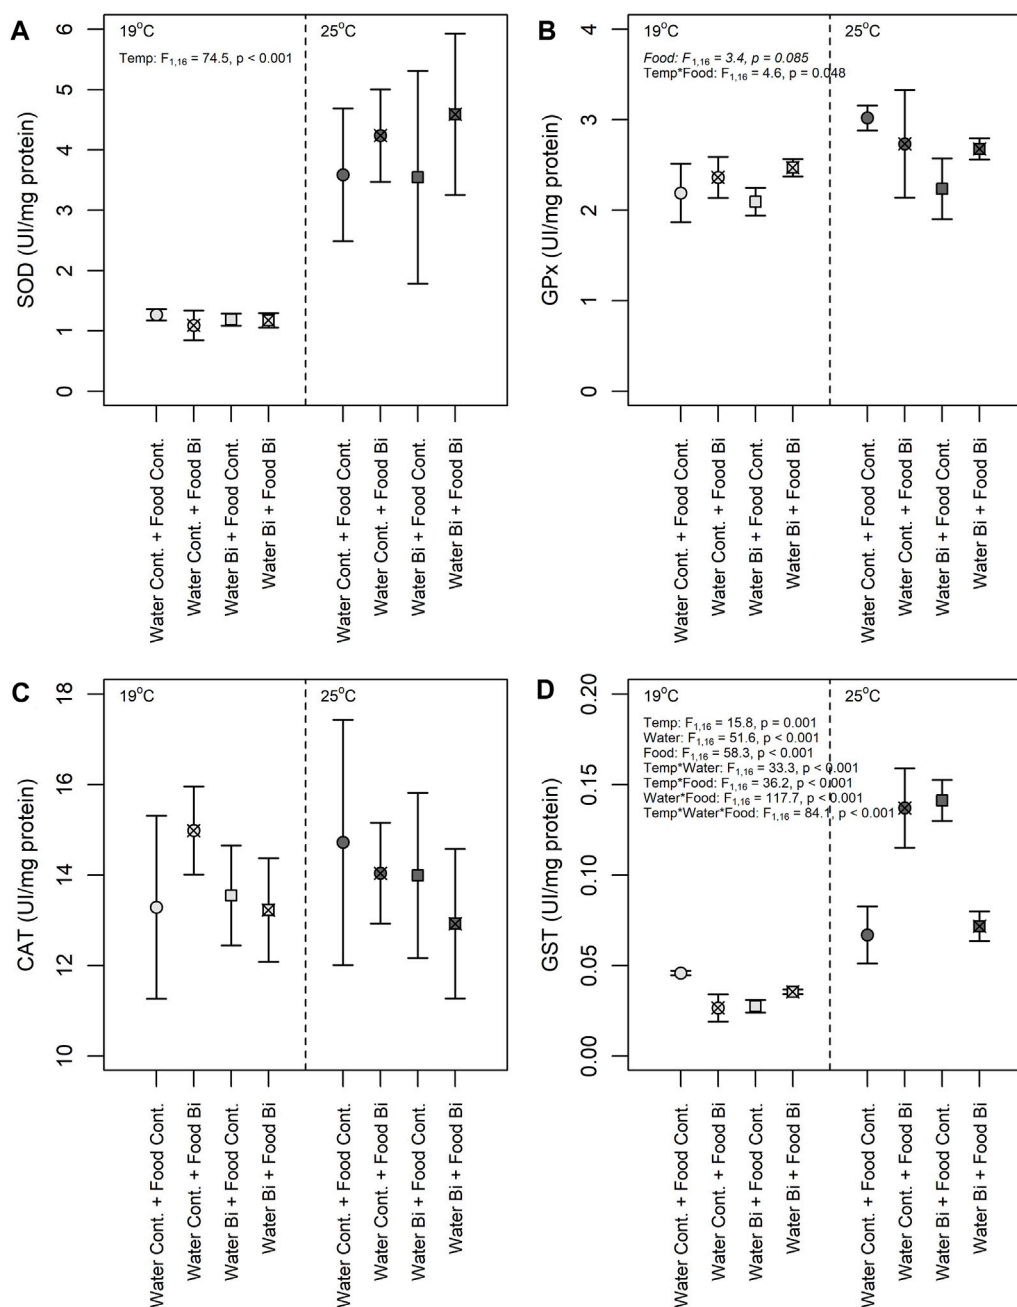 A
19°C
25°C
Temp: F1,16 = 74.5, p < 0.001
SOD (UI/mg protein)
6
5
4
3
2
1
0
Water Cont. + Food Cont.
Water Cont. + Food Bi
Water Bi + Food Cont.
Water Bi + Food Bi
Water Cont. + Food Cont.
Water Cont. + Food Bi
Water Bi + Food Cont.
Water Bi + Food Bi
B
19°C
25°C
Food: F1,16 = 3.4, p = 0.085
Temp*Food: F1,16 = 4.6, p = 0.048
GPx (UI/mg protein)
4
3
2
1
0
Water Cont. + Food Cont.
Water Cont. + Food Bi
Water Bi + Food Cont.
Water Bi + Food Bi
Water Cont. + Food Cont.
Water Cont. + Food Bi
Water Bi + Food Cont.
Water Bi + Food Bi
C
19°C
25°C
CAT (UI/mg protein)
18
16
14
12
10
Water Cont. + Food Cont.
Water Cont. + Food Bi
Water Bi + Food Cont.
Water Bi + Food Bi
Water Cont. + Food Cont.
Water Cont. + Food Bi
Water Bi + Food Cont.
Water Bi + Food Bi
D
19°C
25°C
Temp: F1,16 = 15.8, p = 0.001
Water: F1,16 = 51.6, p < 0.001
Food: F1,16 = 58.3, p < 0.001
Temp*Water: F1,16 = 33.3, p < 0.001
Temp*Food: F1,16 = 36.2, p < 0.001
Water*Food: F1,16 = 117.7, p < 0.001
Temp*Water*Food: F1,16 = 84.1, p < 0.001
GST (UI/mg protein)
0.20
0.15
0.10
0.05
0.00
Water Cont. + Food Cont.
Water Cont. + Food Bi
Water Bi + Food Cont.
Water Bi + Food Bi
Water Cont. + Food Cont.
Water Cont. + Food Bi
Water Bi + Food Cont.
Water Bi + Food Bi